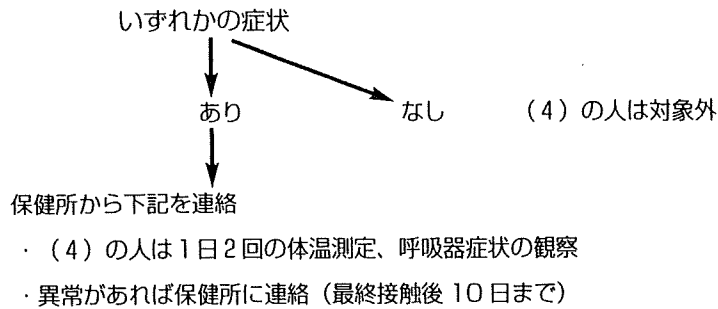 いずれかの症状
あり
なし
（4）の人は対象外
保健所から下記を連絡
・（4）の人は1日2回の体温測定、呼吸器症状の観察
・異常があれば保健所に連絡（最終接触後10日まで）